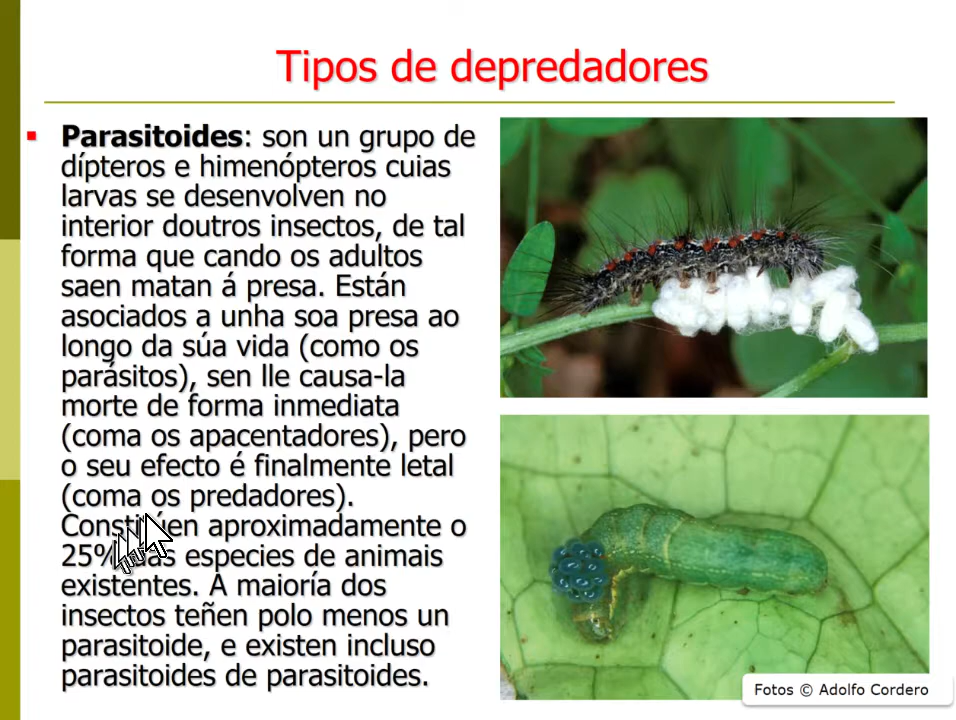 Tipos de depredadores
Parasitoides: son un grupo de
dípteros e himenópteros cuias
larvas se desenvolven no
interior doutros insectos, de tal
forma que cando os adultos
saen matan á presa. Están
asociados a unha soa presa ao
longo da súa vida (como os
parásitos), sen lle causa-la
morte de forma inmediata
(coma os apacentadores), pero
o seu efecto é finalmente letal
(coma os predadores).
Constitúen aproximadamente o
25% das especies de animais
existentes. A maioría dos
insectos teñen polo menos un
parasitoide, e existen incluso
parasitoides de parasitoides.
Fotos © Adolfo Cordero